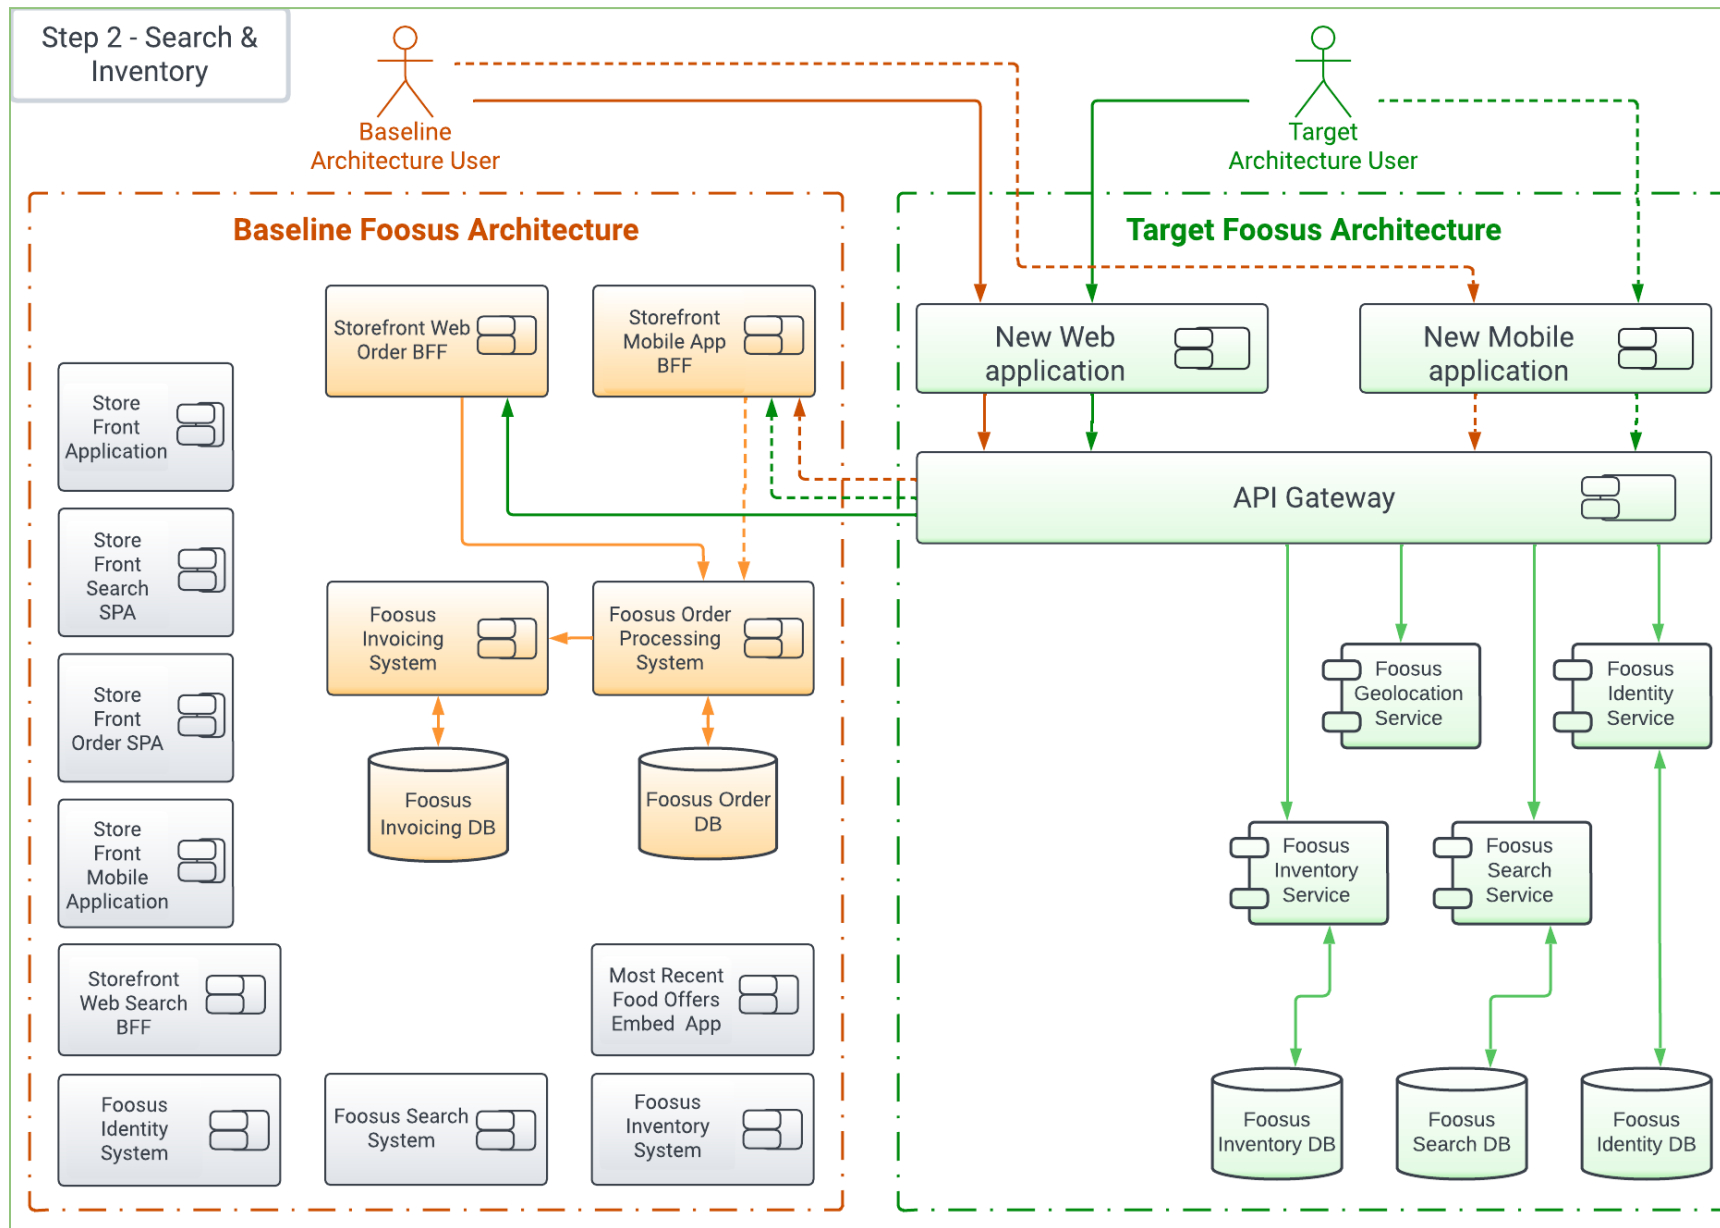 Step 2 - Search &
Inventory
Baseline
Architecture User
Target
Architecture User
Baseline Foosus Architecture
Target Foosus Architecture
Storefront Web
Order BFF
Storefront
Mobile App
BFF
New Web
application
New Mobile
application
Store
Front
Application
API Gateway
Store
Front
Search
SPA
Foosus
Invoicing
System
Foosus Order
Processing
System
Foosus
Geolocation
Service
Foosus
Identity
Service
Store
Front
Order SPA
Foosus
Invoicing DB
Foosus Order
DB
Store
Front
Mobile
Application
Foosus
Inventory
Service
Foosus
Search
Service
Storefront
Web Search
BFF
Most Recent
Food Offers
Embed App
Foosus
Identity
System
Foosus Search
System
Foosus
Inventory
System
Foosus
Inventory DB
Foosus
Search DB
Foosus
Identity DB